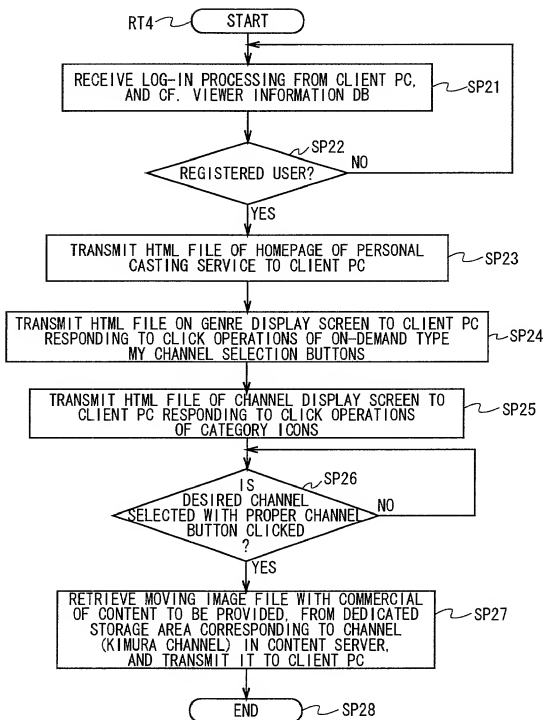 RT4
START
RECEIVE LOG-IN PROCESSING FROM CLIENT PC,
AND CF. VIEWER INFORMATION DB
SP21
SP22
REGISTERED USER?
NO
YES
TRANSMIT HTML FILE OF HOMEPAGE OF PERSONAL
CASTING SERVICE TO CLIENT PC
SP23
TRANSMIT HTML FILE ON GENRE DISPLAY SCREEN TO CLIENT PC
RESPONDING TO CLICK OPERATIONS OF ON-DEMAND TYPE
MY CHANNEL SELECTION BUTTONS
SP24
TRANSMIT HTML FILE OF CHANNEL DISPLAY SCREEN TO
CLIENT PC RESPONDING TO CLICK OPERATIONS
OF CATEGORY ICONS
SP25
SP26
IS
DESIRED CHANNEL
SELECTED WITH PROPER CHANNEL
BUTTON CLICKED
?
NO
YES
RETRIEVE MOVING IMAGE FILE WITH COMMERCIAL
OF CONTENT TO BE PROVIDED, FROM DEDICATED
STORAGE AREA CORRESPONDING TO CHANNEL
(KIMURA CHANNEL) IN CONTENT SERVER,
AND TRANSMIT IT TO CLIENT PC
SP27
END
SP28